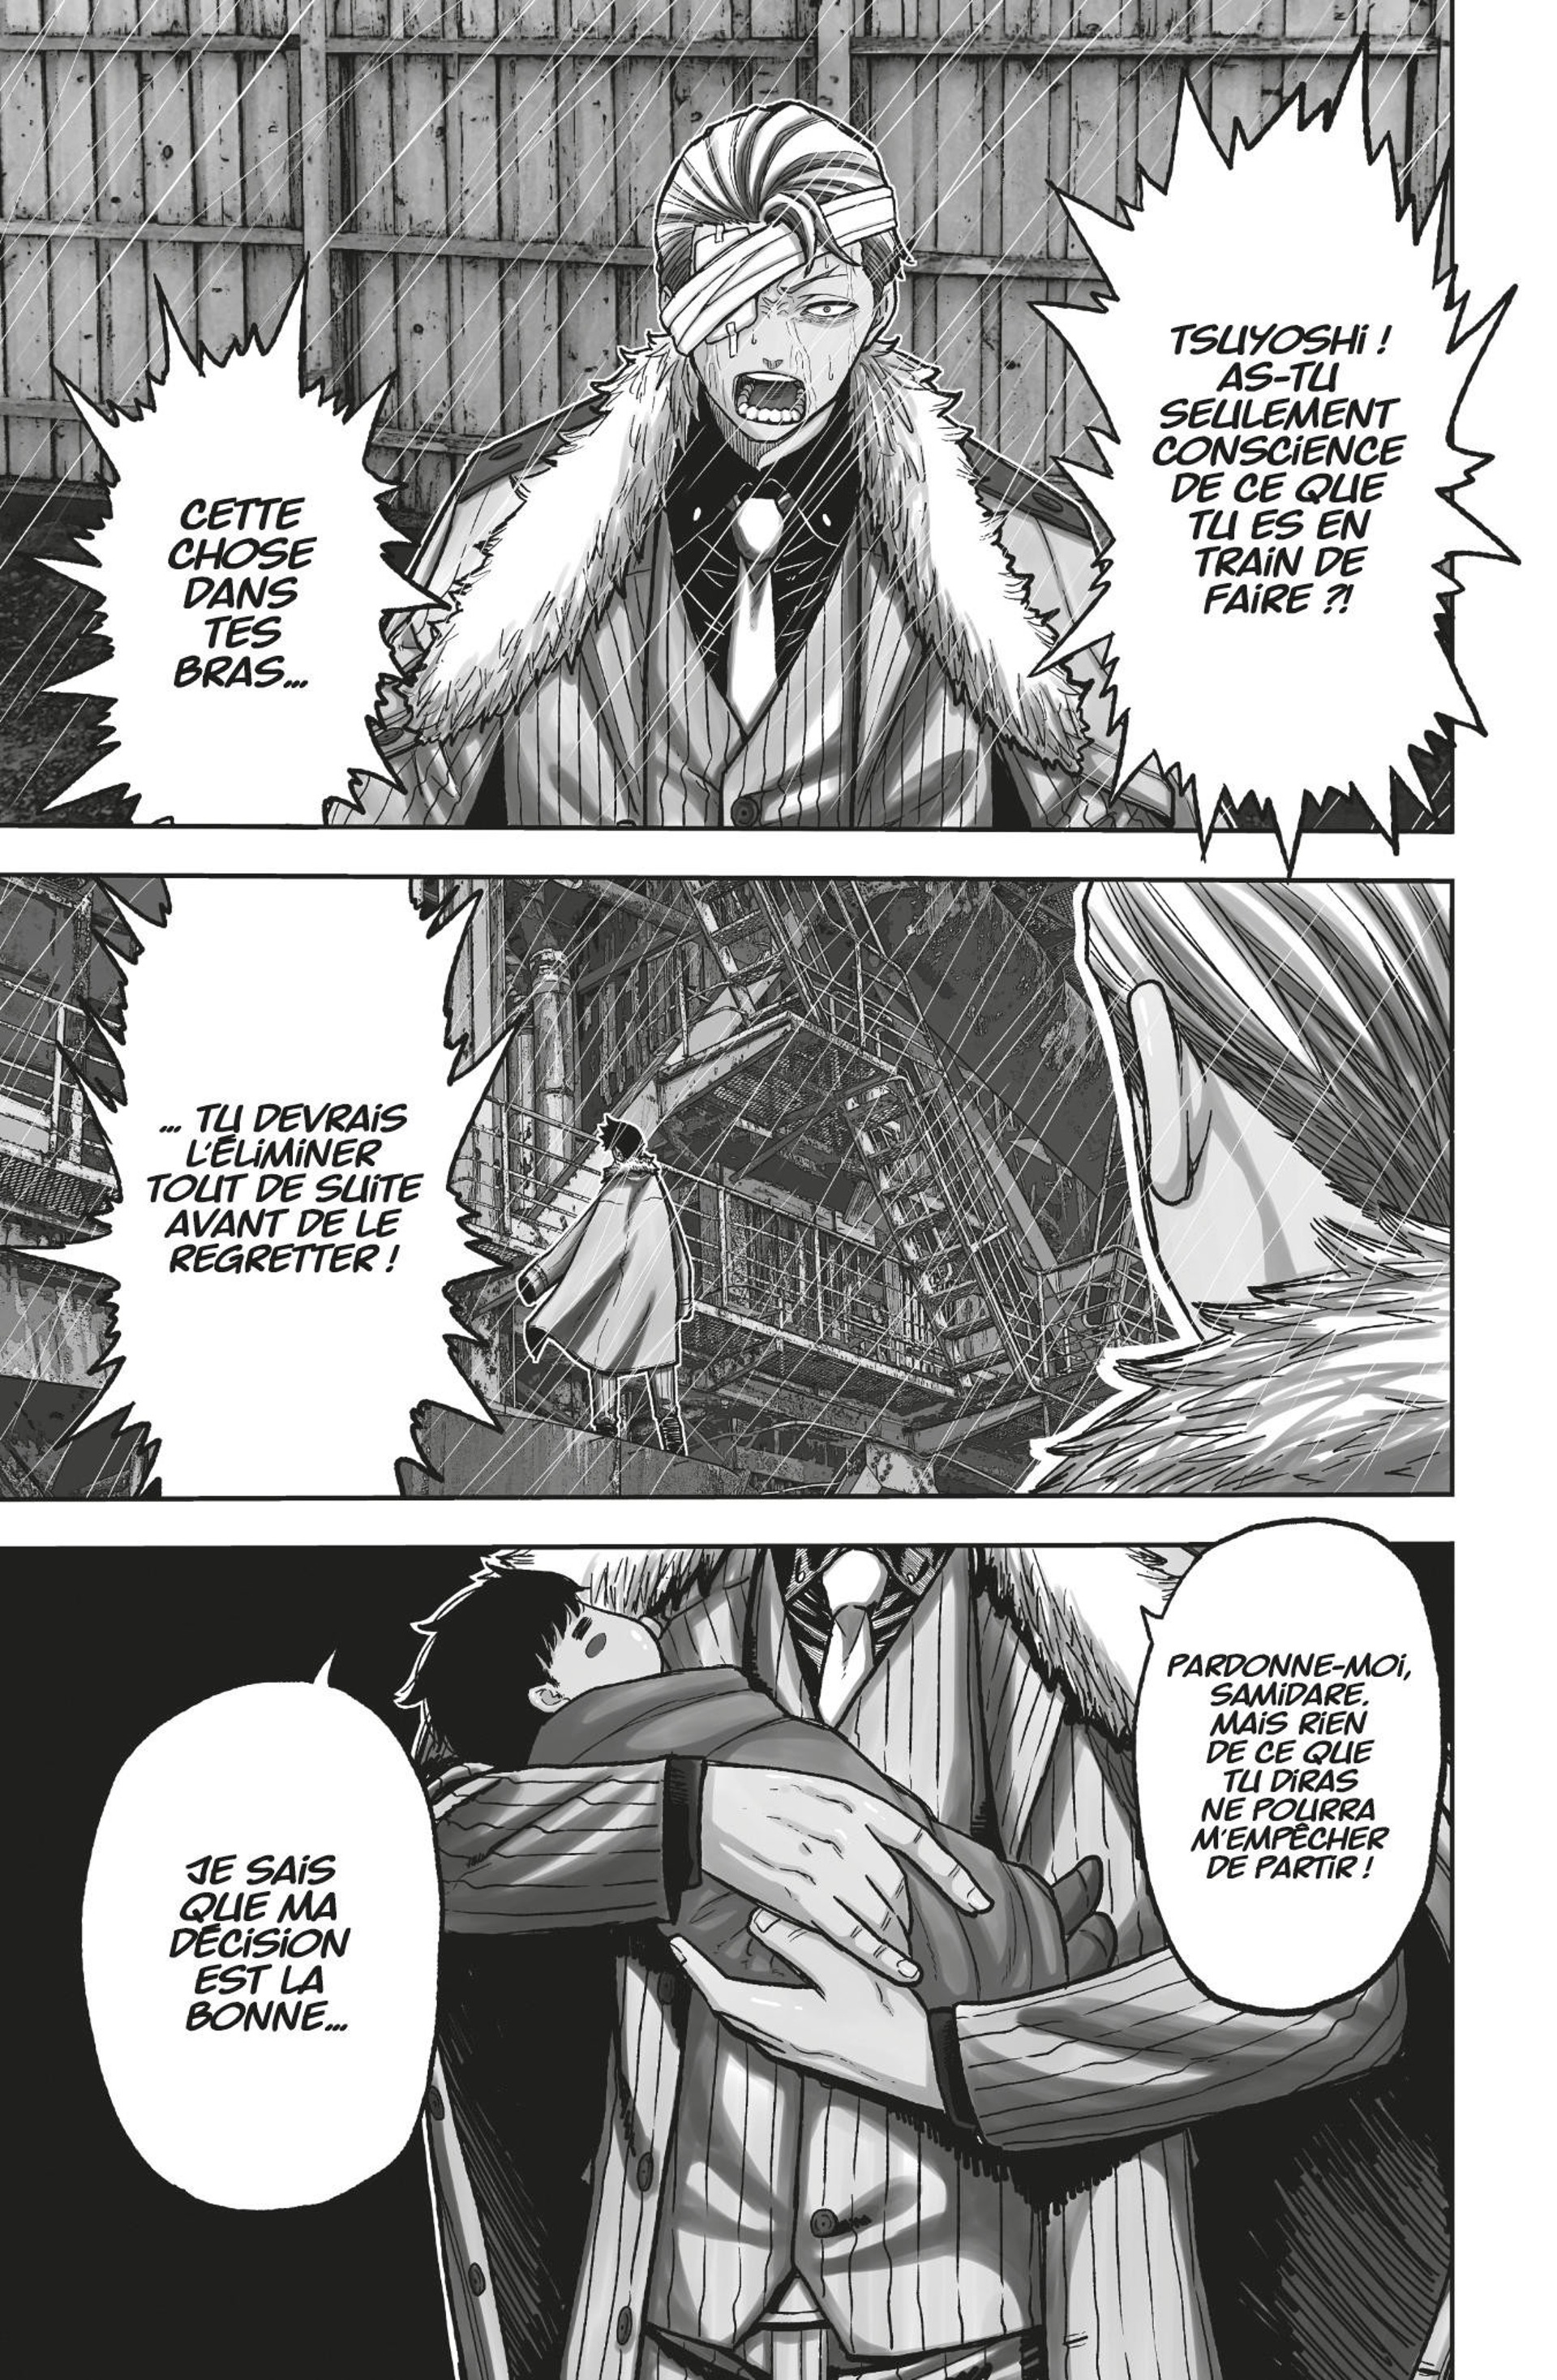 TSUYOSHI !
AS-TU
SEULEMENT
CONSCIENCE
DE CE QUE
TU ES EN
TRAIN DE
FAIRE ?!
CETTE
CHOSE
DANS
TES
BRAS...
... TU DEVRAIS
L'ÉLIMINER
TOUT DE SUITE
AVANT DE LE
REGRETTER !
PARDONNE-MOI,
SAMIDARE.
MAIS RIEN
DE CE QUE
TU DIRAS
NE POURRA
M'EMPÊCHER
DE PARTIR !
JE SAIS
QUE MA
DÉCISION
EST LA
BONNE...